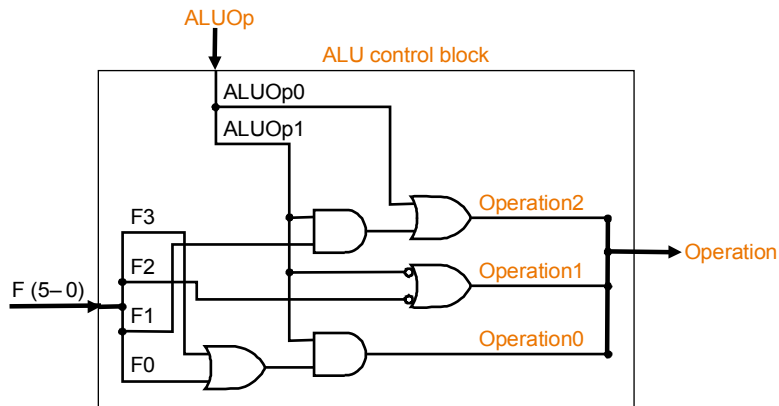 ALUOp
ALU control block
ALUOp0
ALUOp1
Operation2
F3
Operation
F2
Operation1
F (5–0)
F1
Operation0
F0